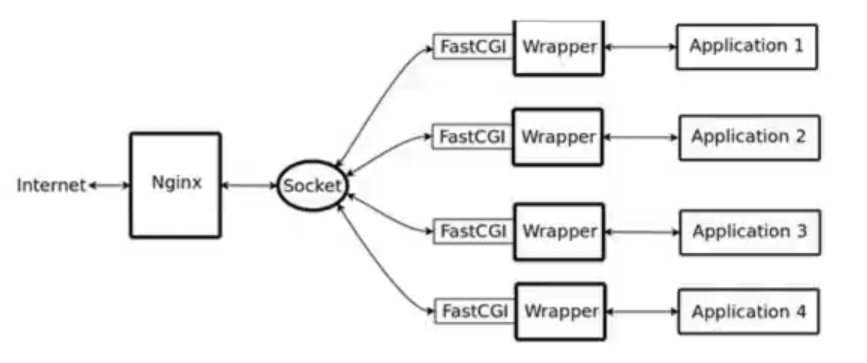 FastCGI Wrapper Application 1
FastCGI Wrapper Application 2
Internet Nginx Socket
FastCGI Wrapper Application 3
FastCGI Wrapper Application 4